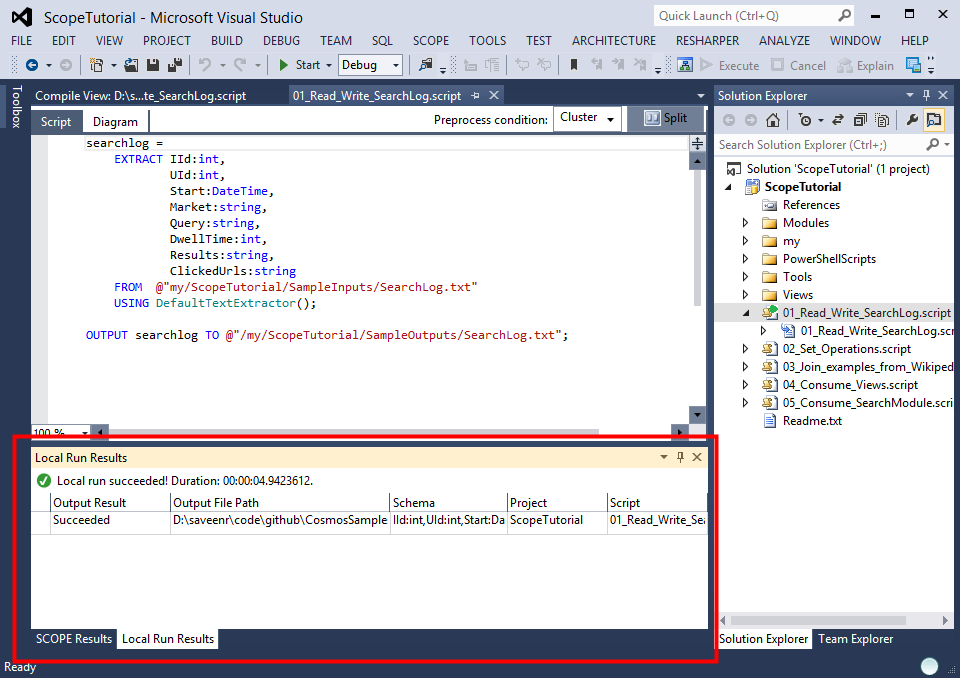 ScopeTutorial - Microsoft Visual Studio
Quick Launch (Ctrl+Q)
FILE EDIT VIEW PROJECT BUILD DEBUG TEAM SQL SCOPE TOOLS TEST ARCHITECTURE RESHARPER ANALYZE WINDOW HELP
Start Debug Execute Cancel Explain
Toolbox
Compile View: D:\s...te_SearchLog.script 01_Read_Write_SearchLog.script
Script Diagram Preprocess condition: Cluster Split
searchlog =
EXTRACT IId:int,
UId:int,
Start:DateTime,
Market:string,
Query:string,
DwellTime:int,
Results:string,
ClickedUrls:string
FROM @"my/ScopeTutorial/SampleInputs/SearchLog.txt"
USING DefaultTextExtractor();
OUTPUT searchlog TO @"/my/ScopeTutorial/SampleOutputs/SearchLog.txt";
100 %
Local Run Results
Local run succeeded! Duration: 00:00:04.9423612.
Output Result Output File Path Schema Project Script
Succeeded D:\saveenr\code\github\CosmosSample IId:int,UId:int,Start:Da ScopeTutorial 01_Read_Write_Sea
SCOPE Results Local Run Results
Ready
Solution Explorer
Search Solution Explorer (Ctrl+;)
Solution 'ScopeTutorial' (1 project)
ScopeTutorial
References
Modules
my
PowerShellScripts
Tools
Views
01_Read_Write_SearchLog.script
01_Read_Write_SearchLog.scr
02_Set_Operations.script
03_Join_examples_from_Wikiped
04_Consume_Views.script
05_Consume_SearchModule.scri
Readme.txt
Solution Explorer Team Explorer